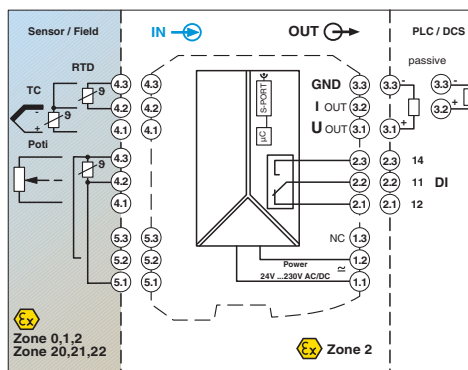 Sensor / Field
IN
OUT
PLC / DCS
RTD
TC
ϑ
-
+
ϑ
Poti
ϑ
4.3
4.2
4.1
4.3
4.2
4.1
5.3
5.2
5.1
4.3
4.2
4.1
5.3
5.2
5.1
S-PORT
µC
GND
I OUT
U OUT
3.3
3.2
3.1
2.3
2.2
2.1
NC
1.3
1.2
1.1
Power
24V ...230V AC/DC
passive
3.3
-
3.1
+
3.3
-
3.2
+
2.3
14
2.2
11
DI
2.1
12
Ex
Zone 0,1,2
Zone 20,21,22
Ex
Zone 2